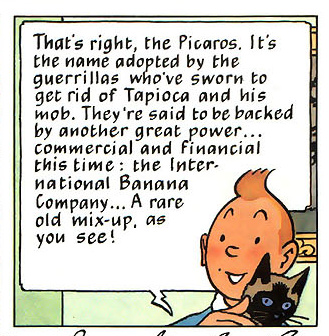 That's right, the Picaros. It's
the name adopted by the
guerrillas who've sworn to
get rid of Tapioca and his
mob. They're said to be backed
by another great power...
commercial and financial
this time : the Inter-
national Banana
Company... A rare
old mix-up, as
you see!